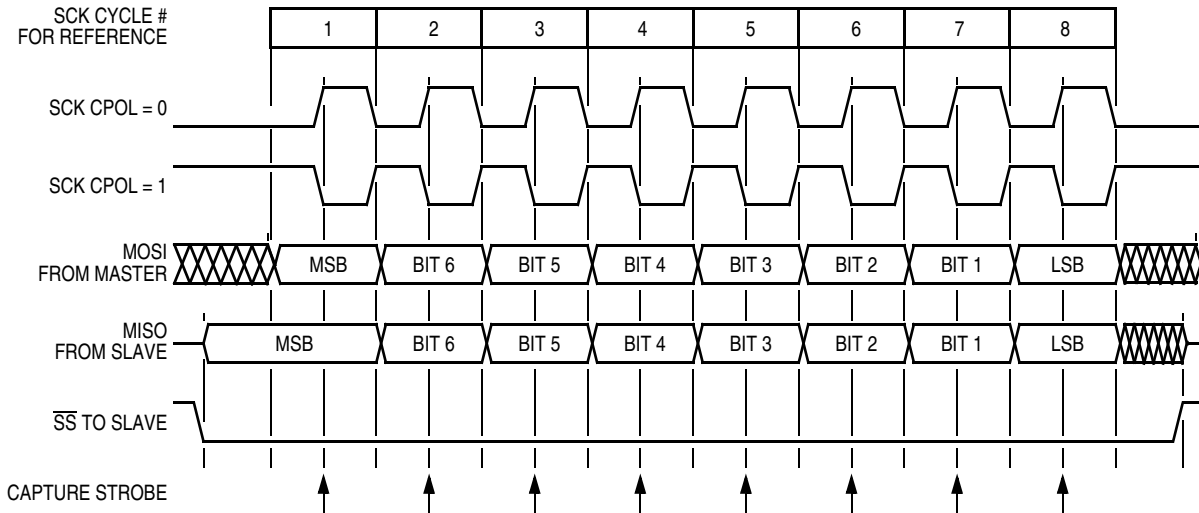 SCK CYCLE #
FOR REFERENCE
1 2 3 4 5 6 7 8
SCK CPOL = 0
SCK CPOL = 1
MOSI
FROM MASTER
MSB BIT 6 BIT 5 BIT 4 BIT 3 BIT 2 BIT 1 LSB
MISO
FROM SLAVE
MSB BIT 6 BIT 5 BIT 4 BIT 3 BIT 2 BIT 1 LSB
S̅S̅ TO SLAVE
CAPTURE STROBE